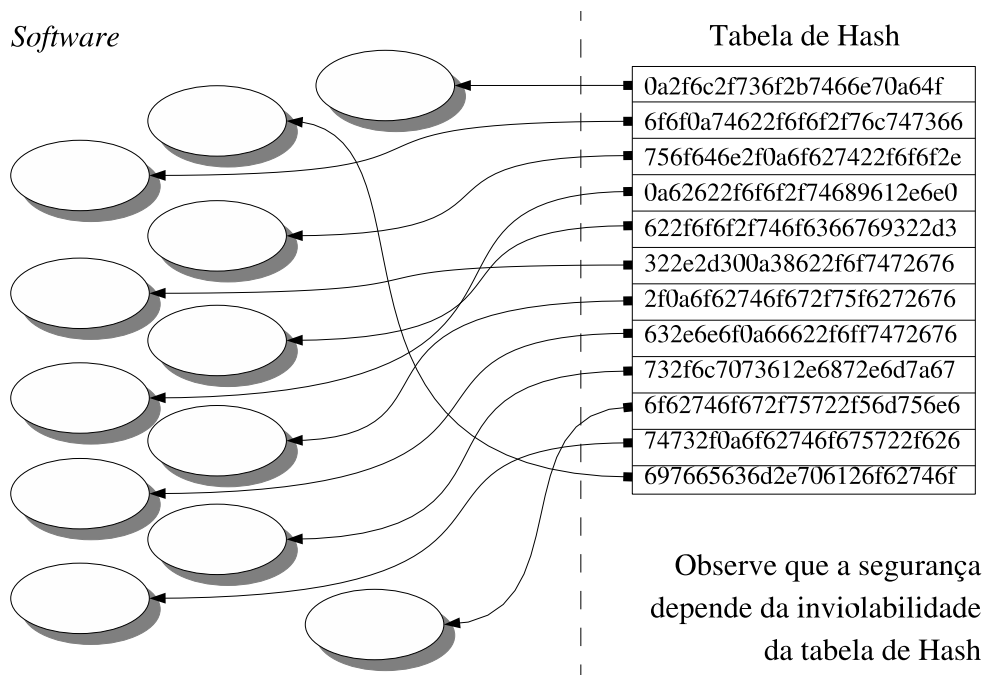 Software
Tabela de Hash
0a2f6c2f736f2b7466e70a64f
6f6f0a74622f6f6f2f76c747366
756f646e2f0a6f627422f6f6f2e
0a62622f6f6f2f74689612e6e0
622f6f6f2f746f6366769322d3
322e2d300a38622f6f7472676
2f0a6f62746f672f75f6272676
632e6e6f0a66622f6ff7472676
732f6c7073612e6872e6d7a67
6f62746f672f75722f56d756e6
74732f0a6f62746f675722f626
697665636d2e706126f62746f
Observe que a segurança
depende da inviolabilidade
da tabela de Hash